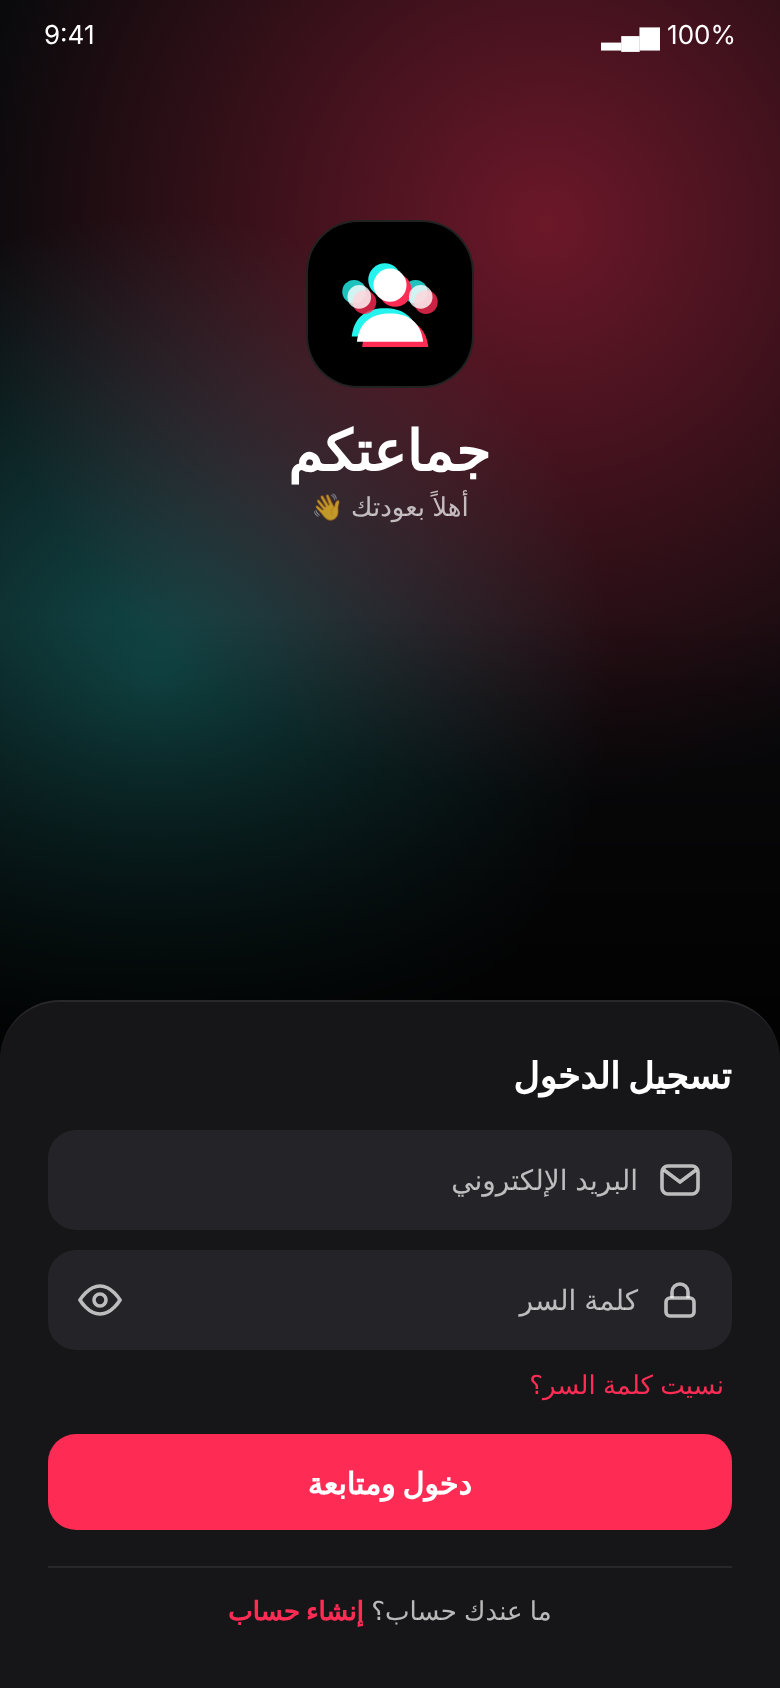 9:41
100%
جماعتكم
أهلاً بعودتك 👋
تسجيل الدخول
البريد الإلكتروني
كلمة السر
نسيت كلمة السر؟
دخول ومتابعة
ما عندك حساب؟ إنشاء حساب